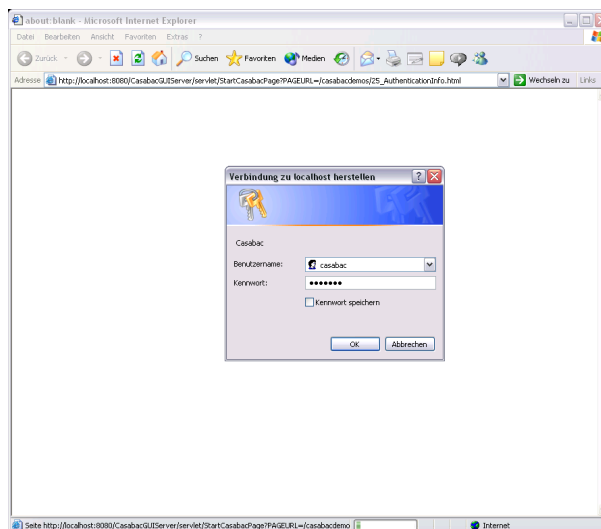 about:blank - Microsoft Internet Explorer
Datei Bearbeiten Ansicht Favoriten Extras ?
Zurück Suchen Favoriten Medien
Adresse http://localhost:8080/CasabacGUIServer/servlet/StartCasabacPage?PAGEURL=/casabacdemos/25_AuthenticationInfo.html Wechseln zu Links
Verbindung zu localhost herstellen
Casabac
Benutzername: casabac
Kennwort: •••••••
Kennwort speichern
OK Abbrechen
Seite http://localhost:8080/CasabacGUIServer/servlet/StartCasabacPage?PAGEURL=/casabacdemo Internet